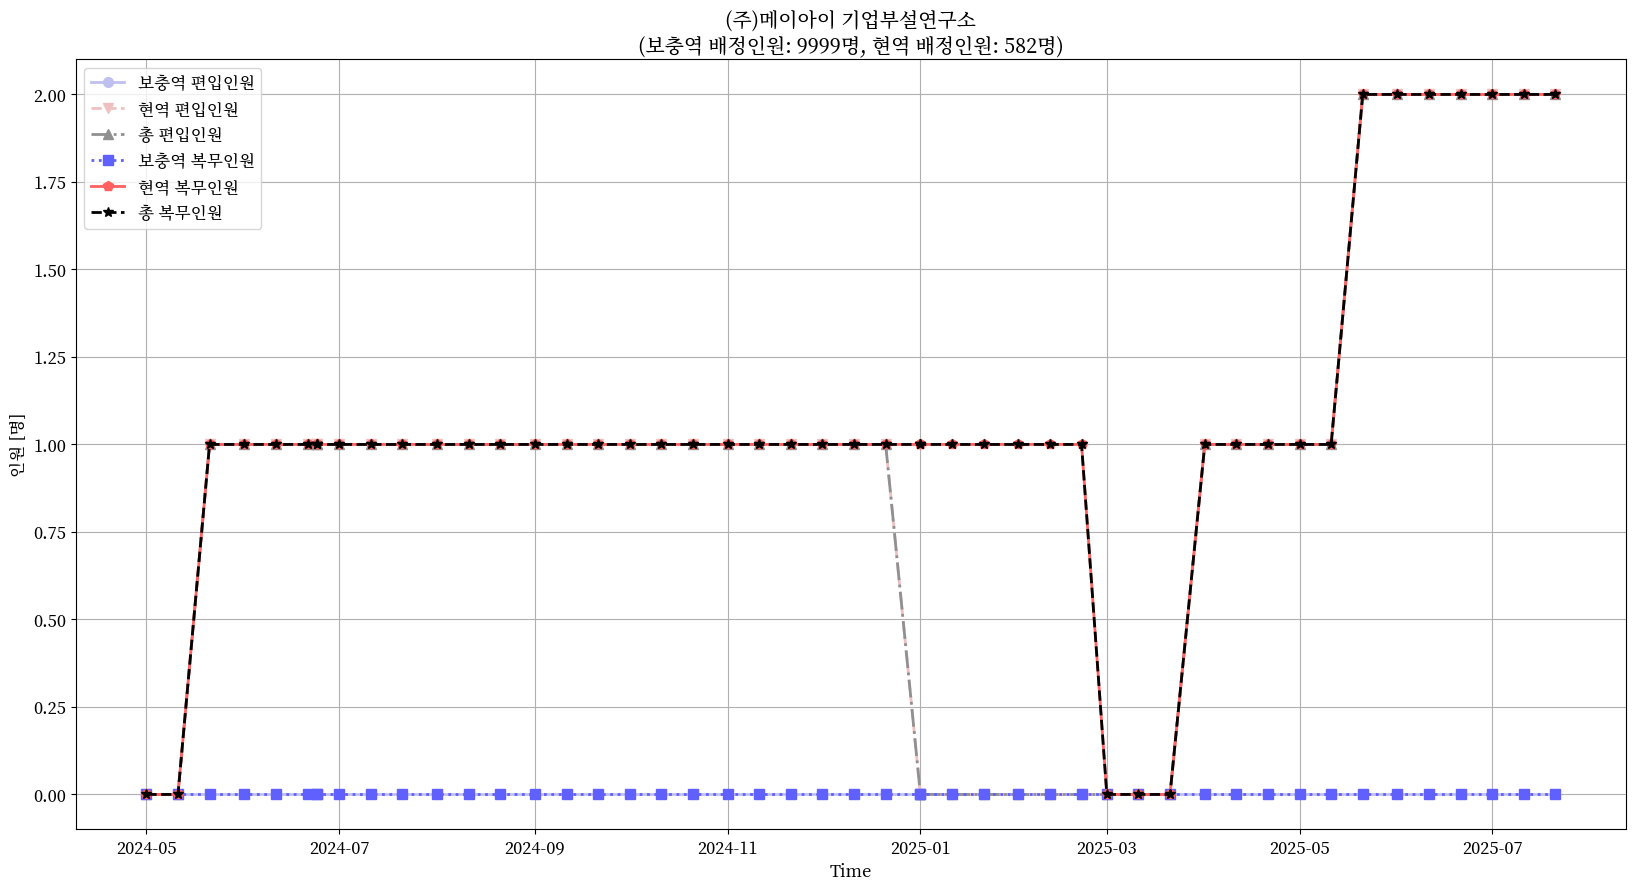 (주)메이아이 기업부설연구소
(보충역 배정인원: 9999명, 현역 배정인원: 582명)
보충역 편입인원
현역 편입인원
총 편입인원
보충역 복무인원
현역 복무인원
총 복무인원
인원 [명]
2.00
1.75
1.50
1.25
1.00
0.75
0.50
0.25
0.00
2024-05
2024-07
2024-09
2024-11
2025-01
2025-03
2025-05
2025-07
Time